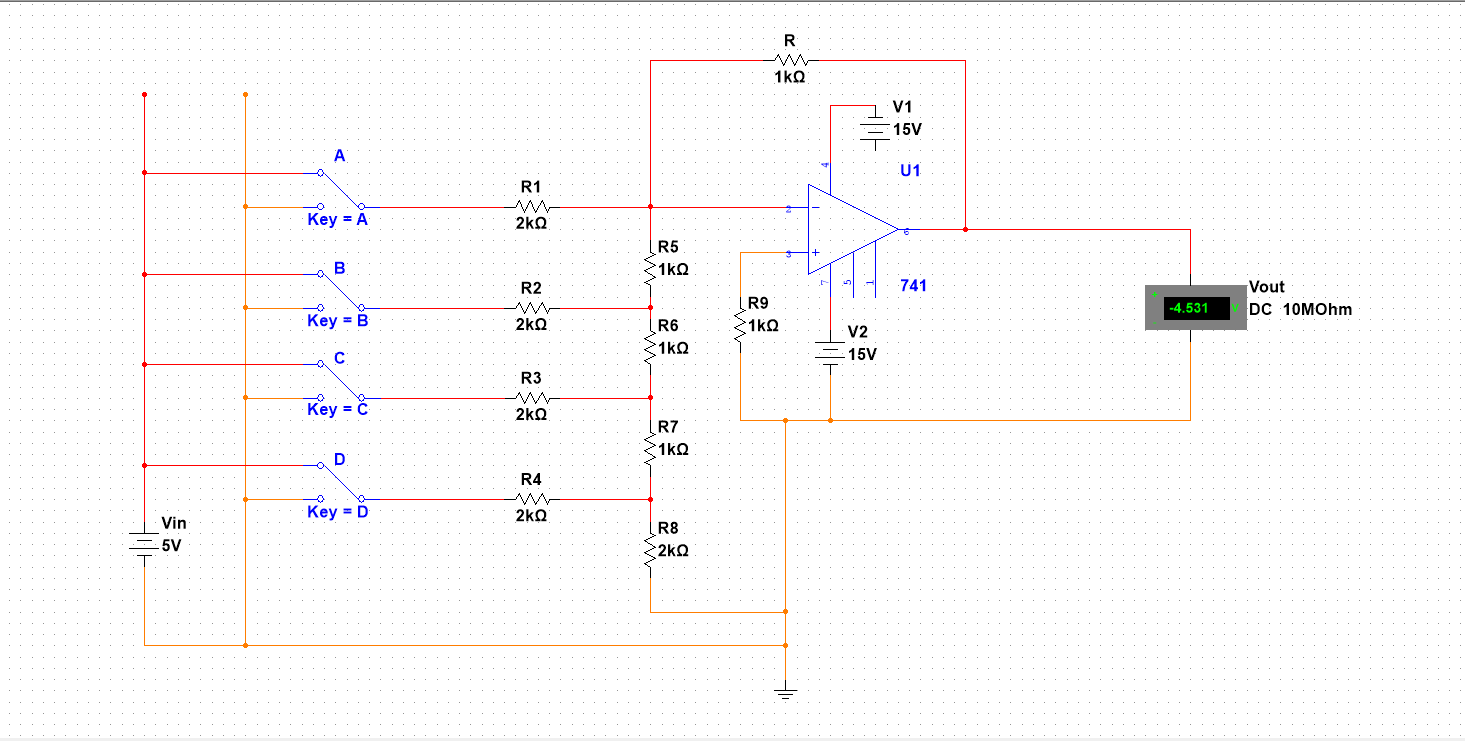 R
1kΩ
V1
15V
4
U1
A
Key = A
R1
2kΩ
2
6
3
7
5
1
741
R5
1kΩ
B
Key = B
R2
2kΩ
R9
1kΩ
Vout
-4.531 V
DC 10MOhm
R6
1kΩ
V2
15V
C
Key = C
R3
2kΩ
R7
1kΩ
D
Key = D
R4
2kΩ
R8
2kΩ
Vin
5V